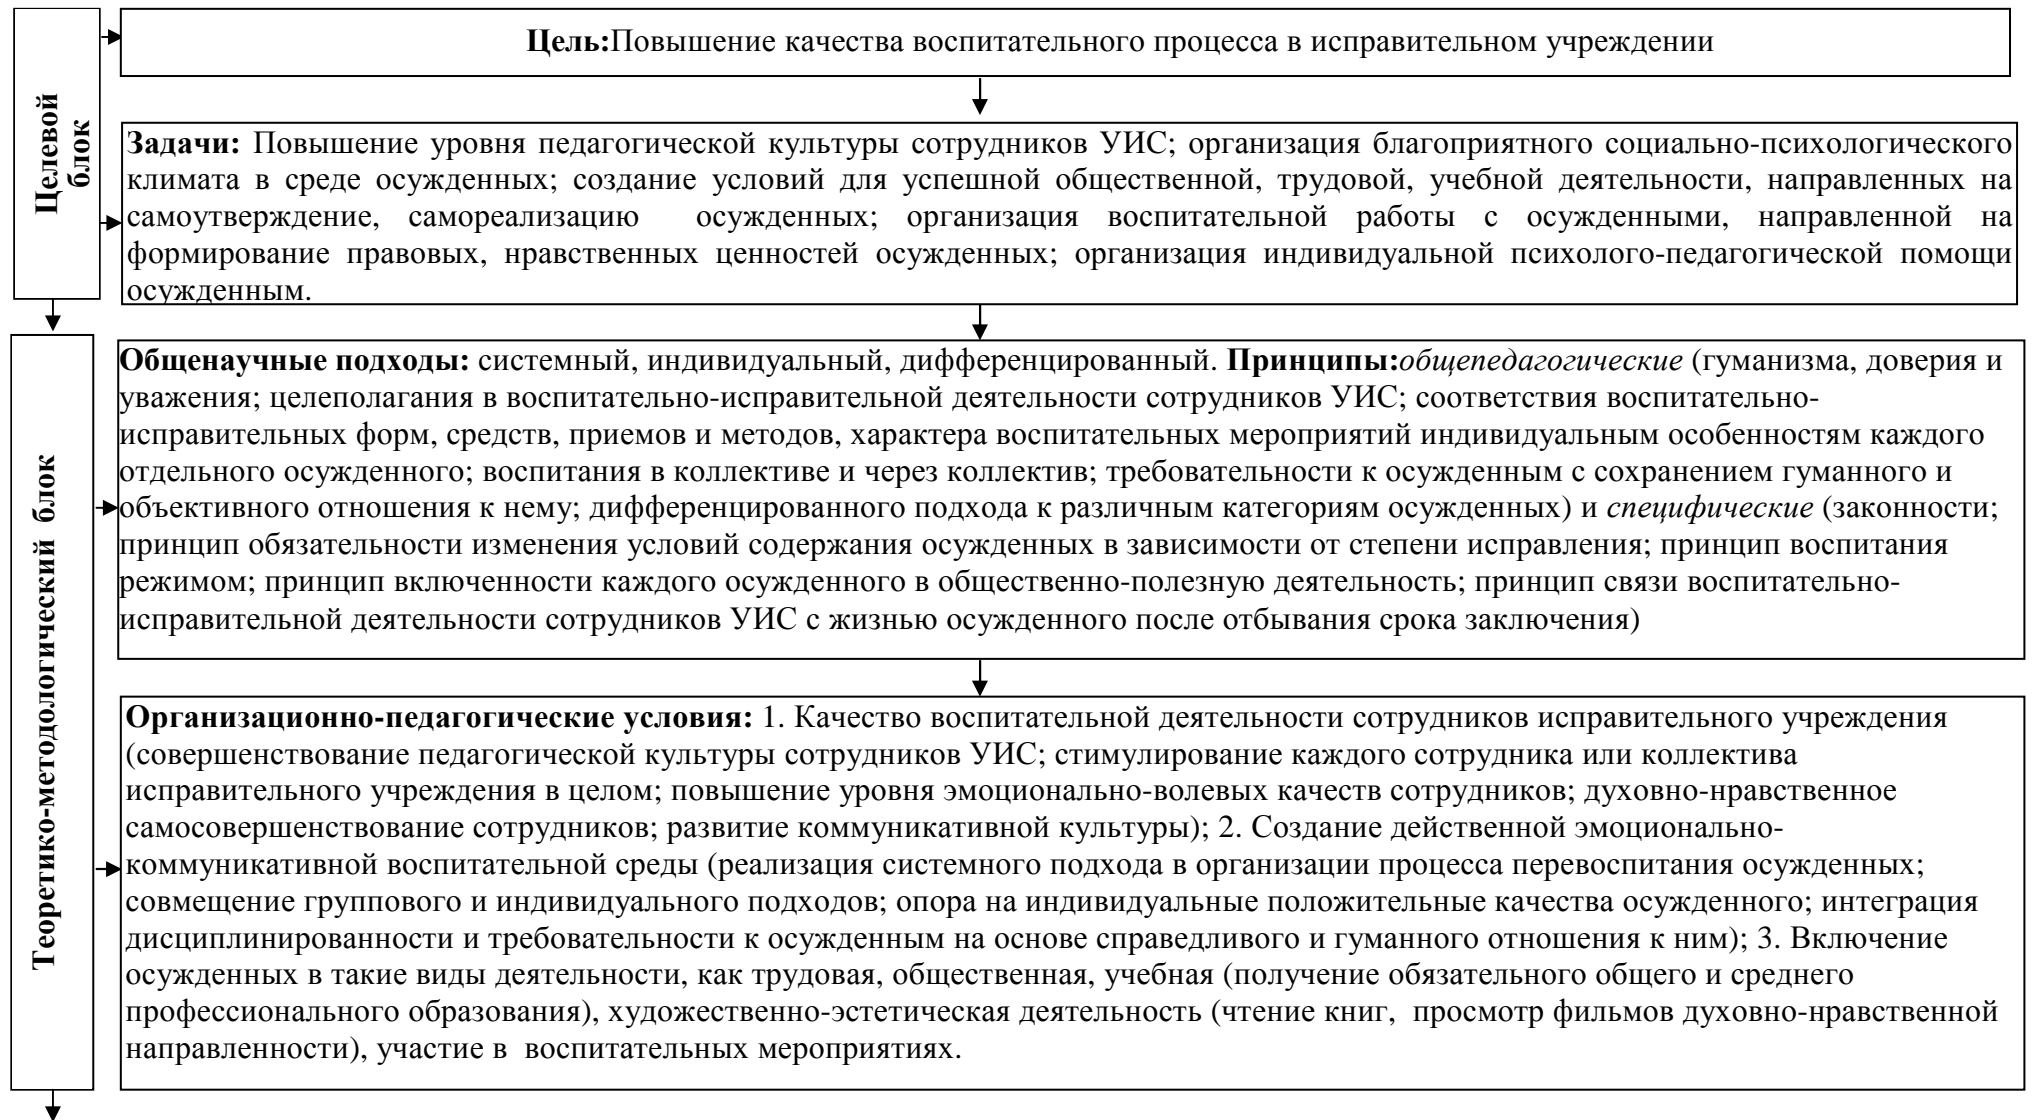 Целевой
блок
Цель:Повышение качества воспитательного процесса в исправительном учреждении
Задачи: Повышение уровня педагогической культуры сотрудников УИС; организация благоприятного социально-психологического
климата в среде осужденных; создание условий для успешной общественной, трудовой, учебной деятельности, направленных на
самоутверждение, самореализацию осужденных; организация воспитательной работы с осужденными, направленной на
формирование правовых, нравственных ценностей осужденных; организация индивидуальной психолого-педагогической помощи
осужденным.
Теоретико-методологический блок
Общенаучные подходы: системный, индивидуальный, дифференцированный. Принципы:общепедагогические (гуманизма, доверия и
уважения; целеполагания в воспитательно-исправительной деятельности сотрудников УИС; соответствия воспитательно-
исправительных форм, средств, приемов и методов, характера воспитательных мероприятий индивидуальным особенностям каждого
отдельного осужденного; воспитания в коллективе и через коллектив; требовательности к осужденным с сохранением гуманного и
объективного отношения к нему; дифференцированного подхода к различным категориям осужденных) и специфические (законности;
принцип обязательности изменения условий содержания осужденных в зависимости от степени исправления; принцип воспитания
режимом; принцип включенности каждого осужденного в общественно-полезную деятельность; принцип связи воспитательно-
исправительной деятельности сотрудников УИС с жизнью осужденного после отбывания срока заключения)
Организационно-педагогические условия: 1. Качество воспитательной деятельности сотрудников исправительного учреждения
(совершенствование педагогической культуры сотрудников УИС; стимулирование каждого сотрудника или коллектива
исправительного учреждения в целом; повышение уровня эмоционально-волевых качеств сотрудников; духовно-нравственное
самосовершенствование сотрудников; развитие коммуникативной культуры); 2. Создание действенной эмоционально-
коммуникативной воспитательной среды (реализация системного подхода в организации процесса перевоспитания осужденных;
совмещение группового и индивидуального подходов; опора на индивидуальные положительные качества осужденного; интеграция
дисциплинированности и требовательности к осужденным на основе справедливого и гуманного отношения к ним); 3. Включение
осужденных в такие виды деятельности, как трудовая, общественная, учебная (получение обязательного общего и среднего
профессионального образования), художественно-эстетическая деятельность (чтение книг, просмотр фильмов духовно-нравственной
направленности), участие в воспитательных мероприятиях.